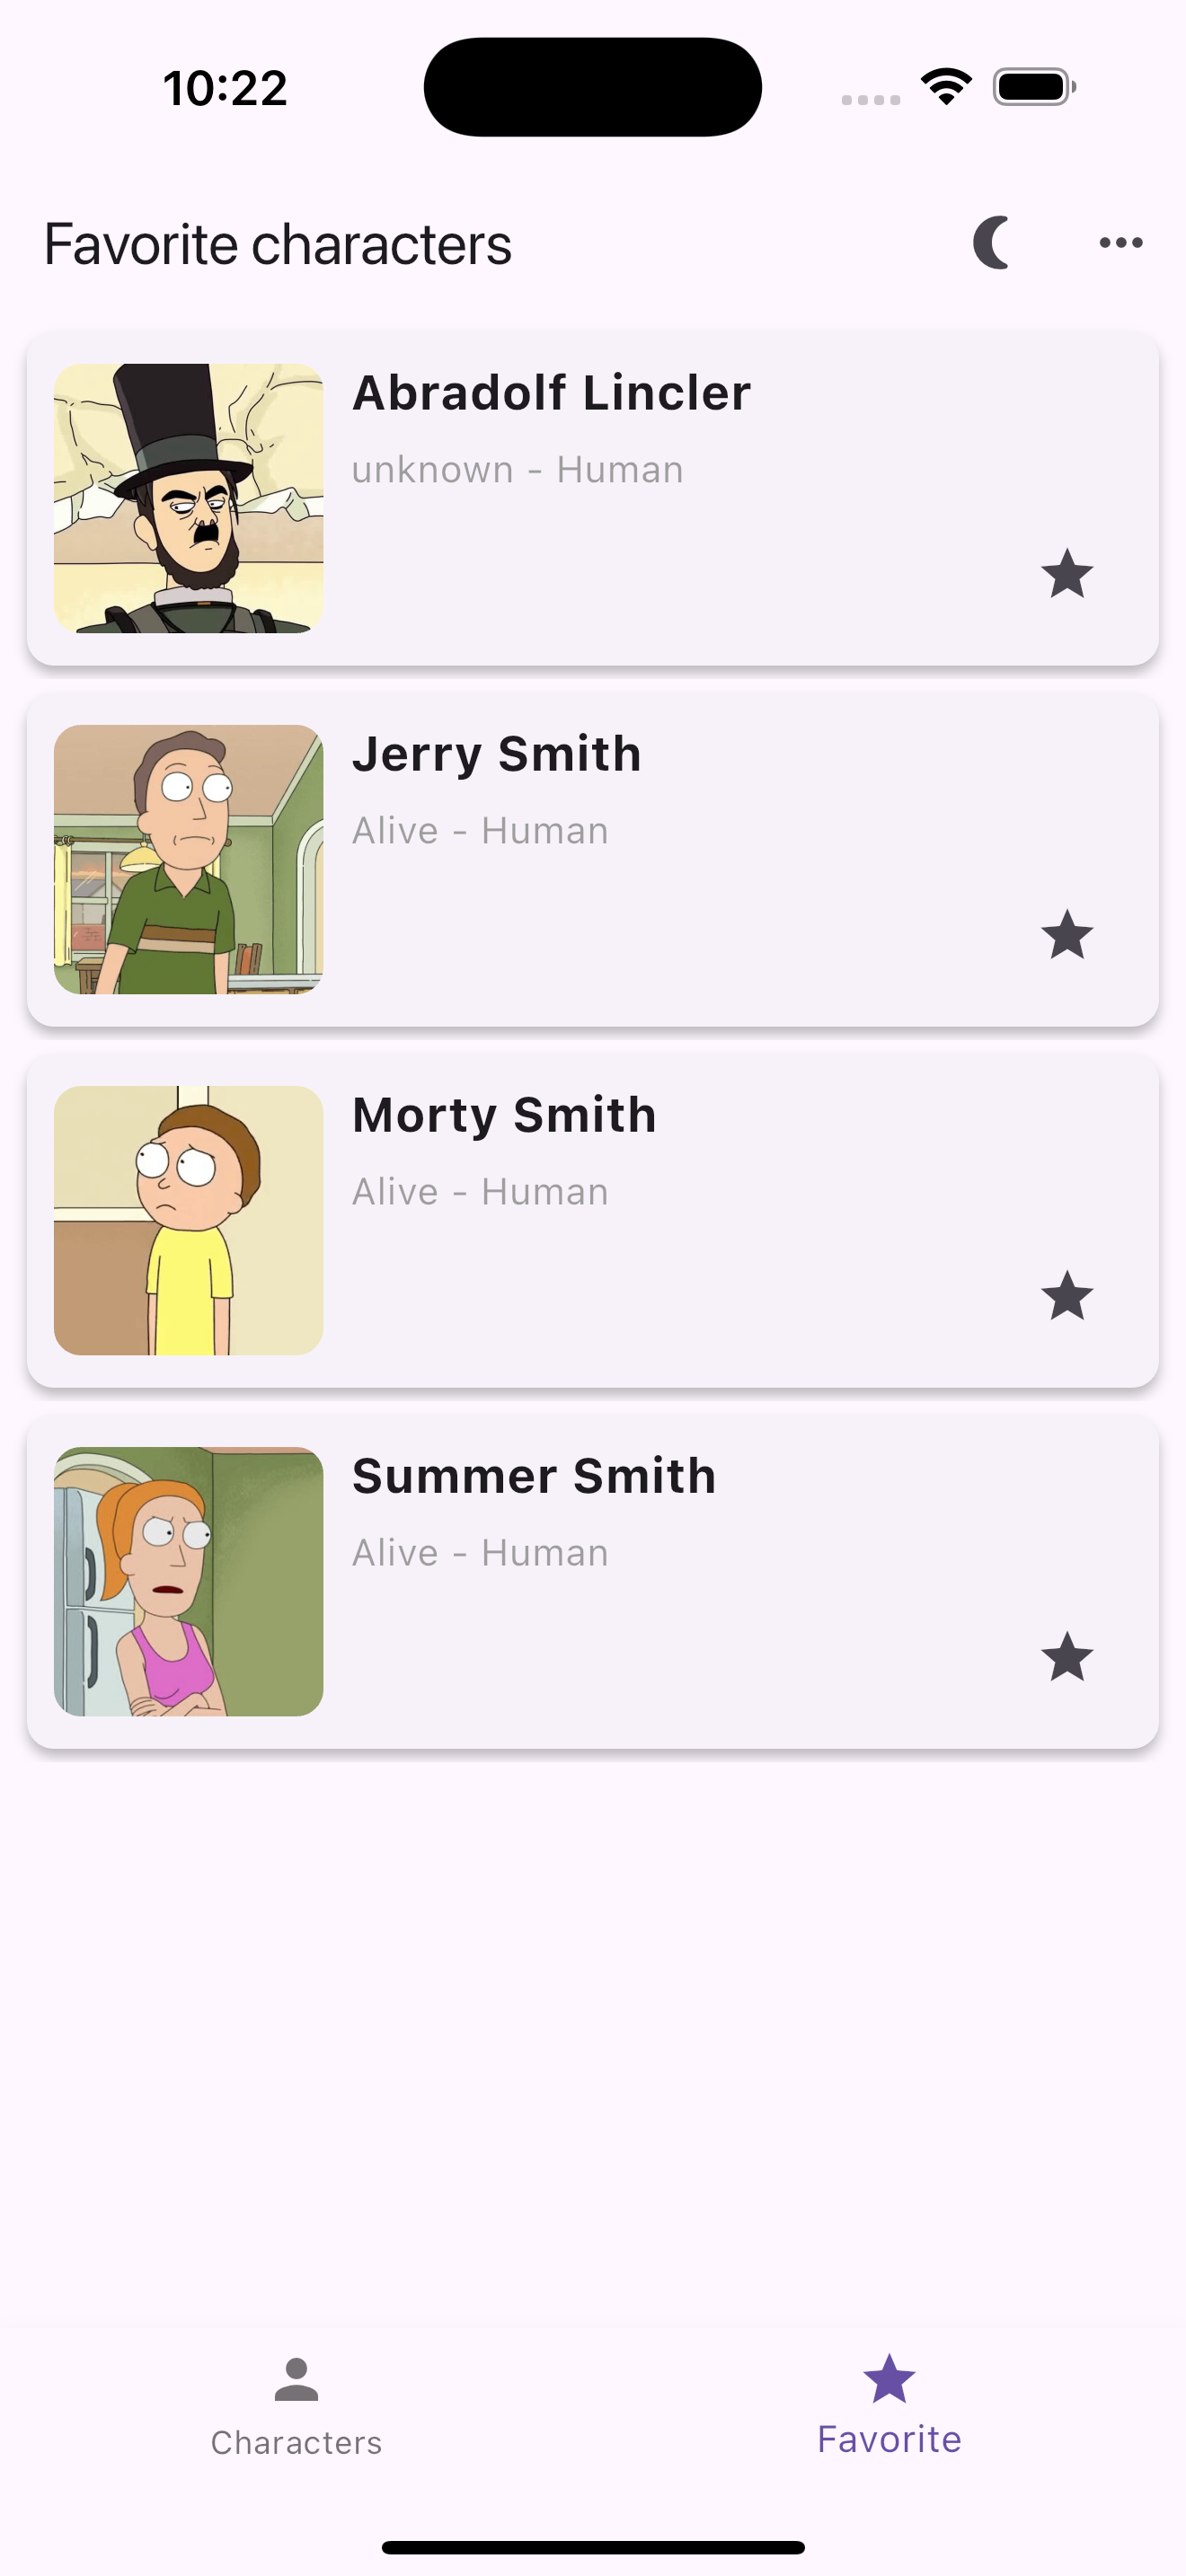 10:22
Favorite characters
Abradolf Lincler
unknown - Human
Jerry Smith
Alive - Human
Morty Smith
Alive - Human
Summer Smith
Alive - Human
Characters
Favorite